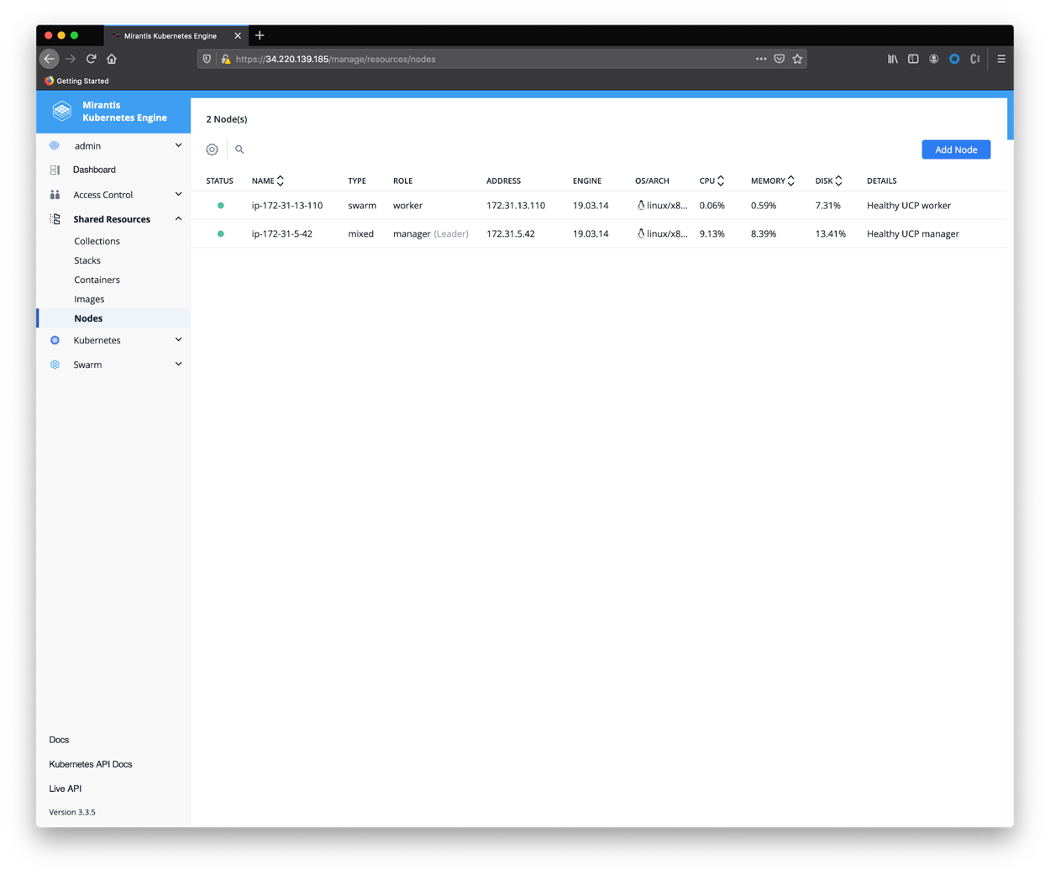 Mirantis Kubernetes Engine
https://34.220.139.185/manage/resources/nodes
Getting Started
Mirantis
Kubernetes Engine
admin
Dashboard
Access Control
Shared Resources
Collections
Stacks
Containers
Images
Nodes
Kubernetes
Swarm
Docs
Kubernetes API Docs
Live API
Version 3.3.5
2 Node(s)
Add Node
STATUS NAME TYPE ROLE ADDRESS ENGINE OS/ARCH CPU MEMORY DISK DETAILS
ip-172-31-13-110 swarm worker 172.31.13.110 19.03.14 linux/x8... 0.06% 0.59% 7.31% Healthy UCP worker
ip-172-31-5-42 mixed manager (Leader) 172.31.5.42 19.03.14 linux/x8... 9.13% 8.39% 13.41% Healthy UCP manager